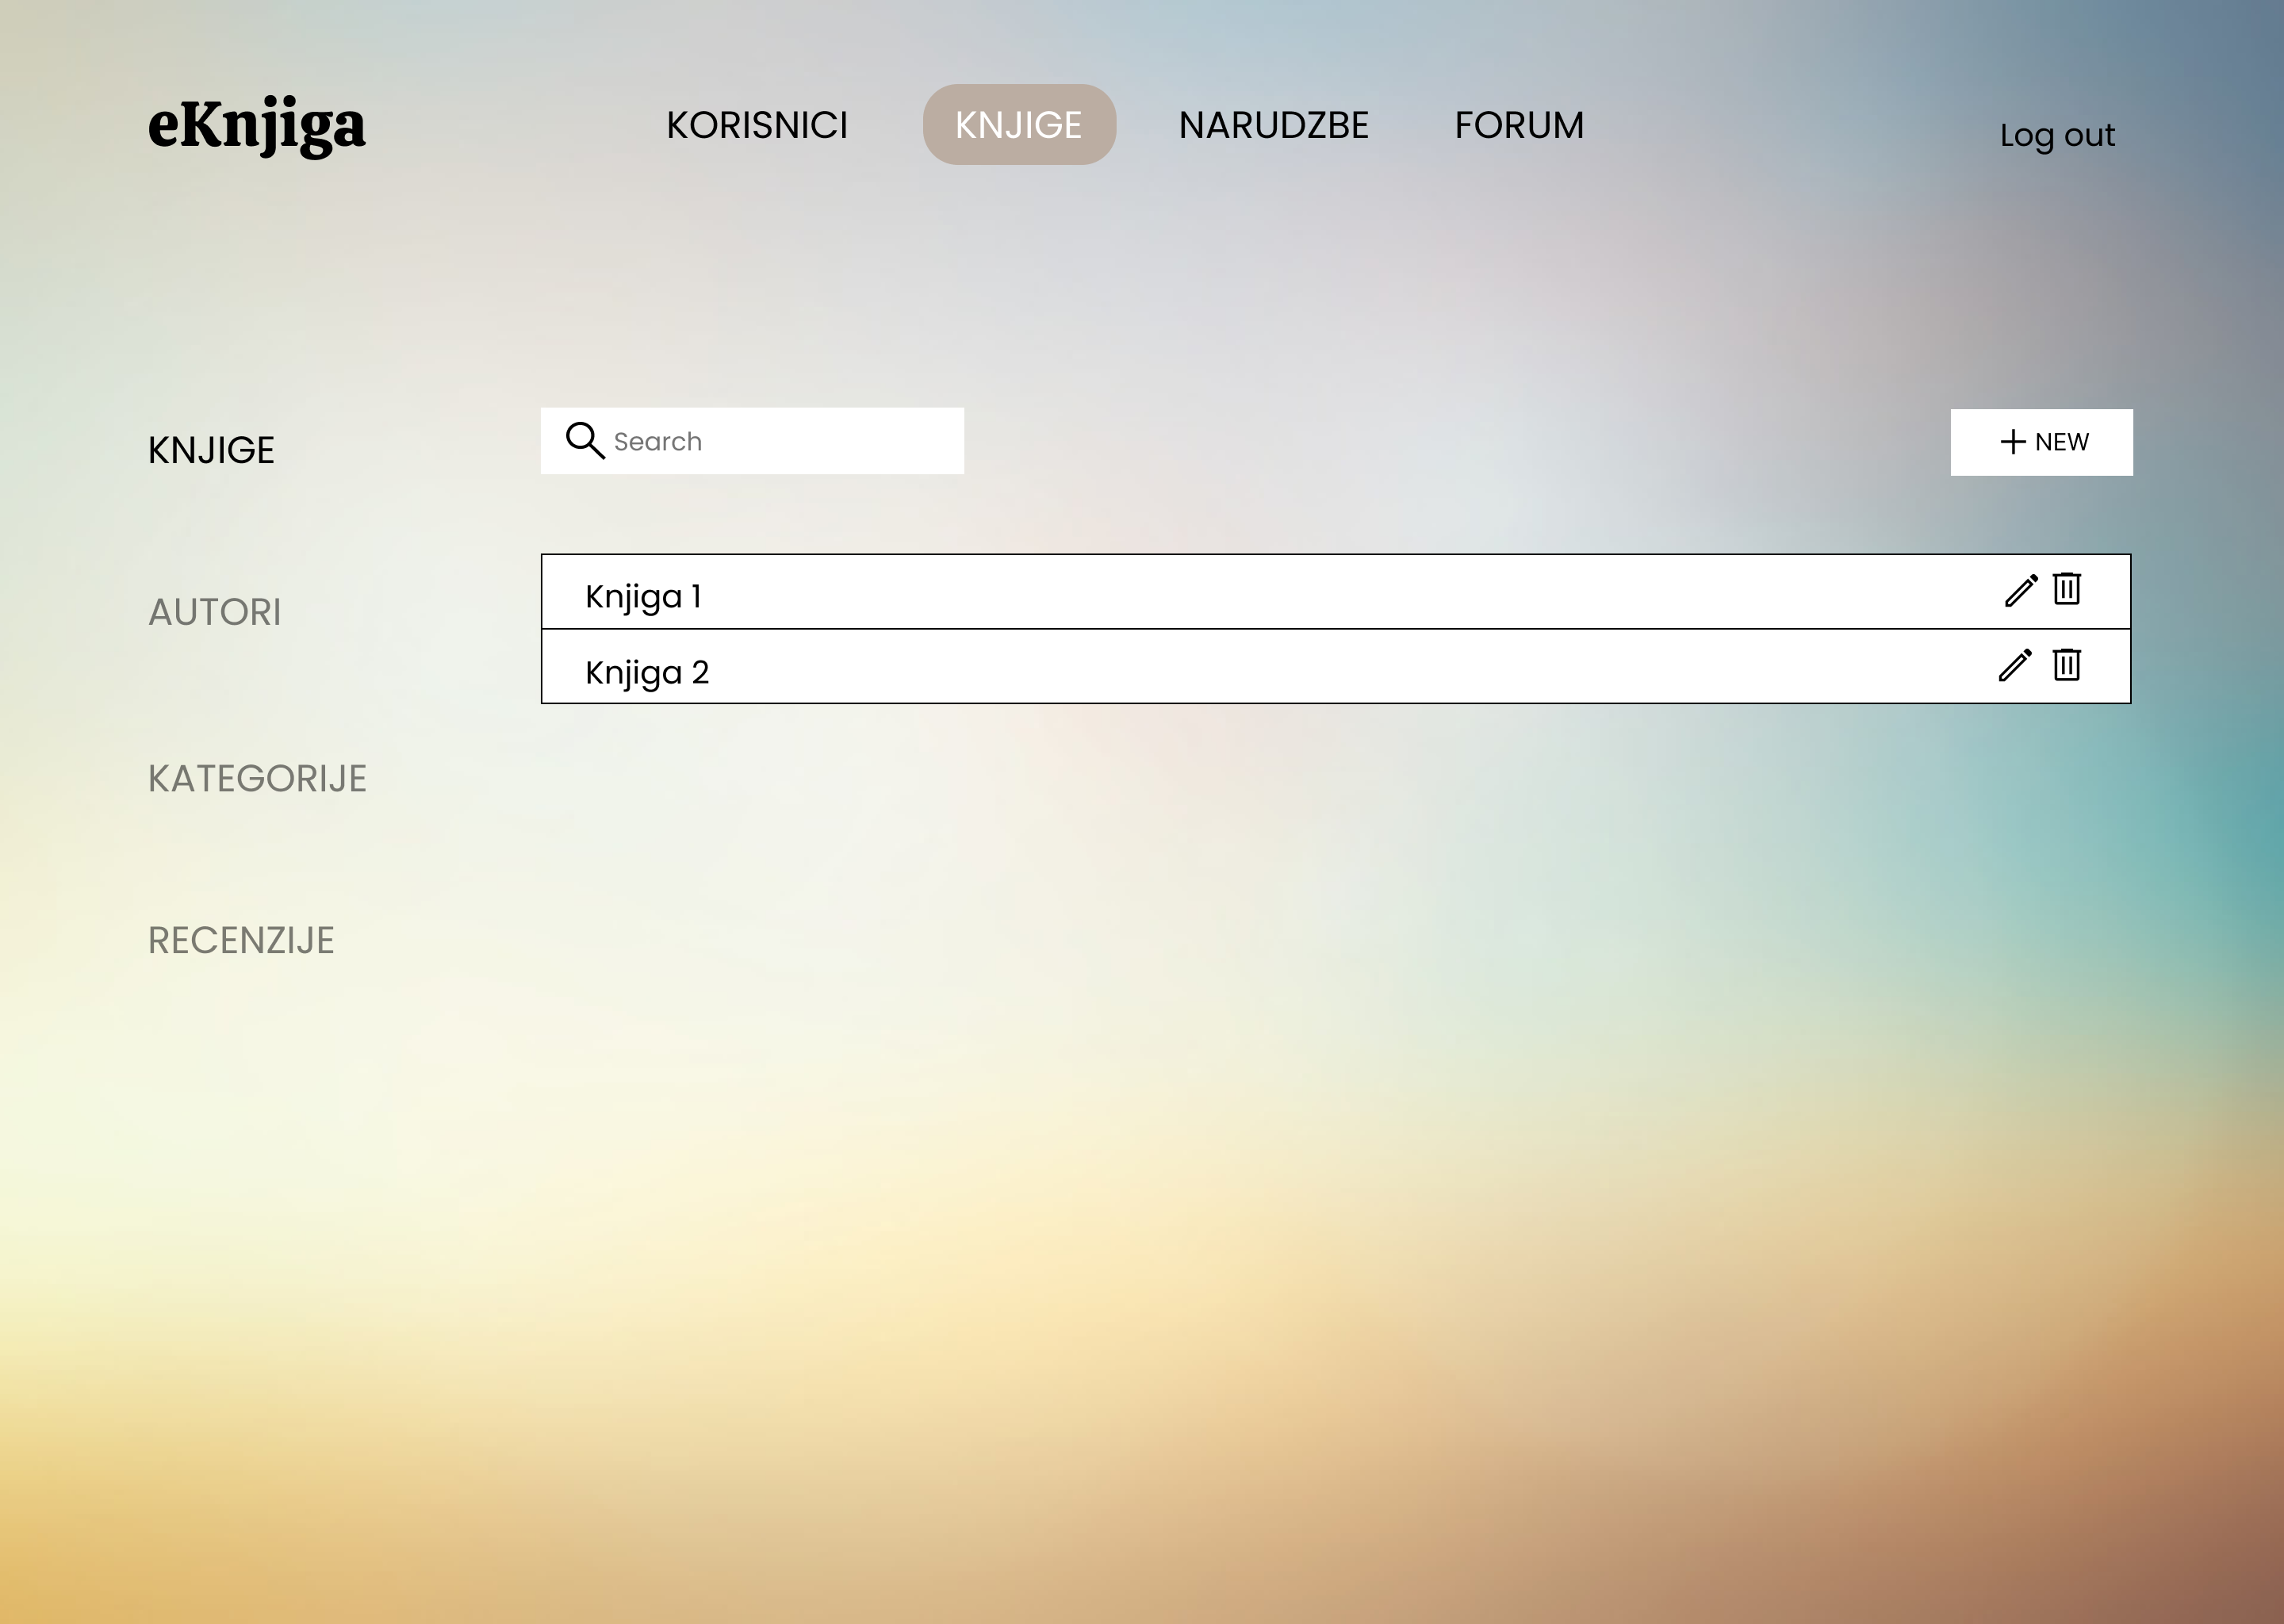 eKnjiga
KORISNICI KNJIGE NARUDZBE FORUM
Log out
KNJIGE
AUTORI
KATEGORIJE
RECENZIJE
Search
NEW
Knjiga 1
Knjiga 2